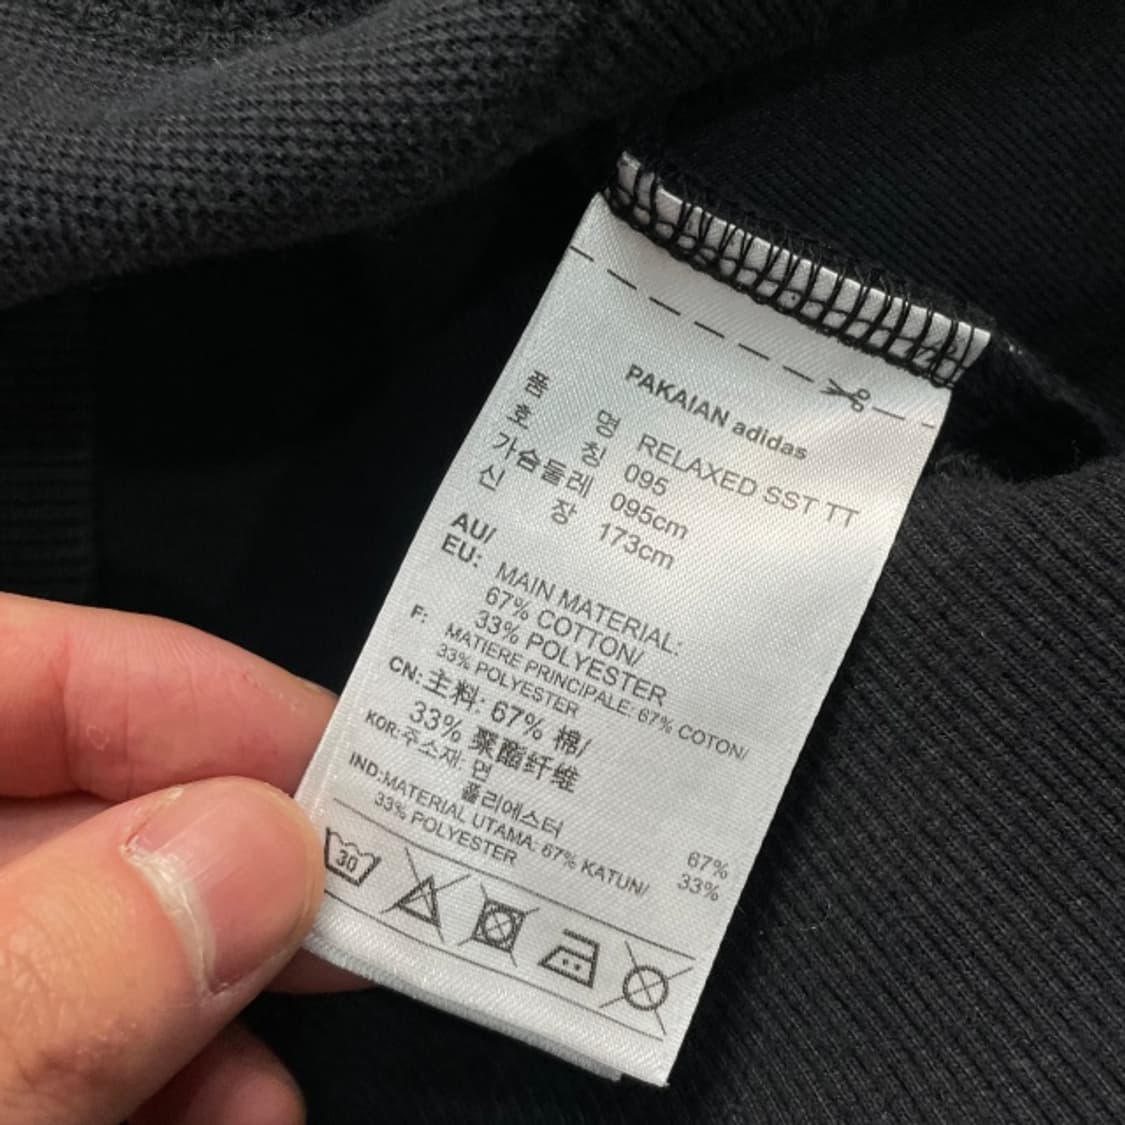 PAKAIAN adidas
품 명 RELAXED SST TT
호 칭 095
가슴둘레 095cm
신 장 173cm
AU/
EU: MAIN MATERIAL:
67% COTTON/
33% POLYESTER
F: MATIERE PRINCIPALE: 67% COTON/
33% POLYESTER
CN: 主料: 67% 棉/
33% 聚酯纤维
KOR: 주소재: 면 67%
폴리에스터 33%
IND: MATERIAL UTAMA: 67% KATUN/
33% POLYESTER
30